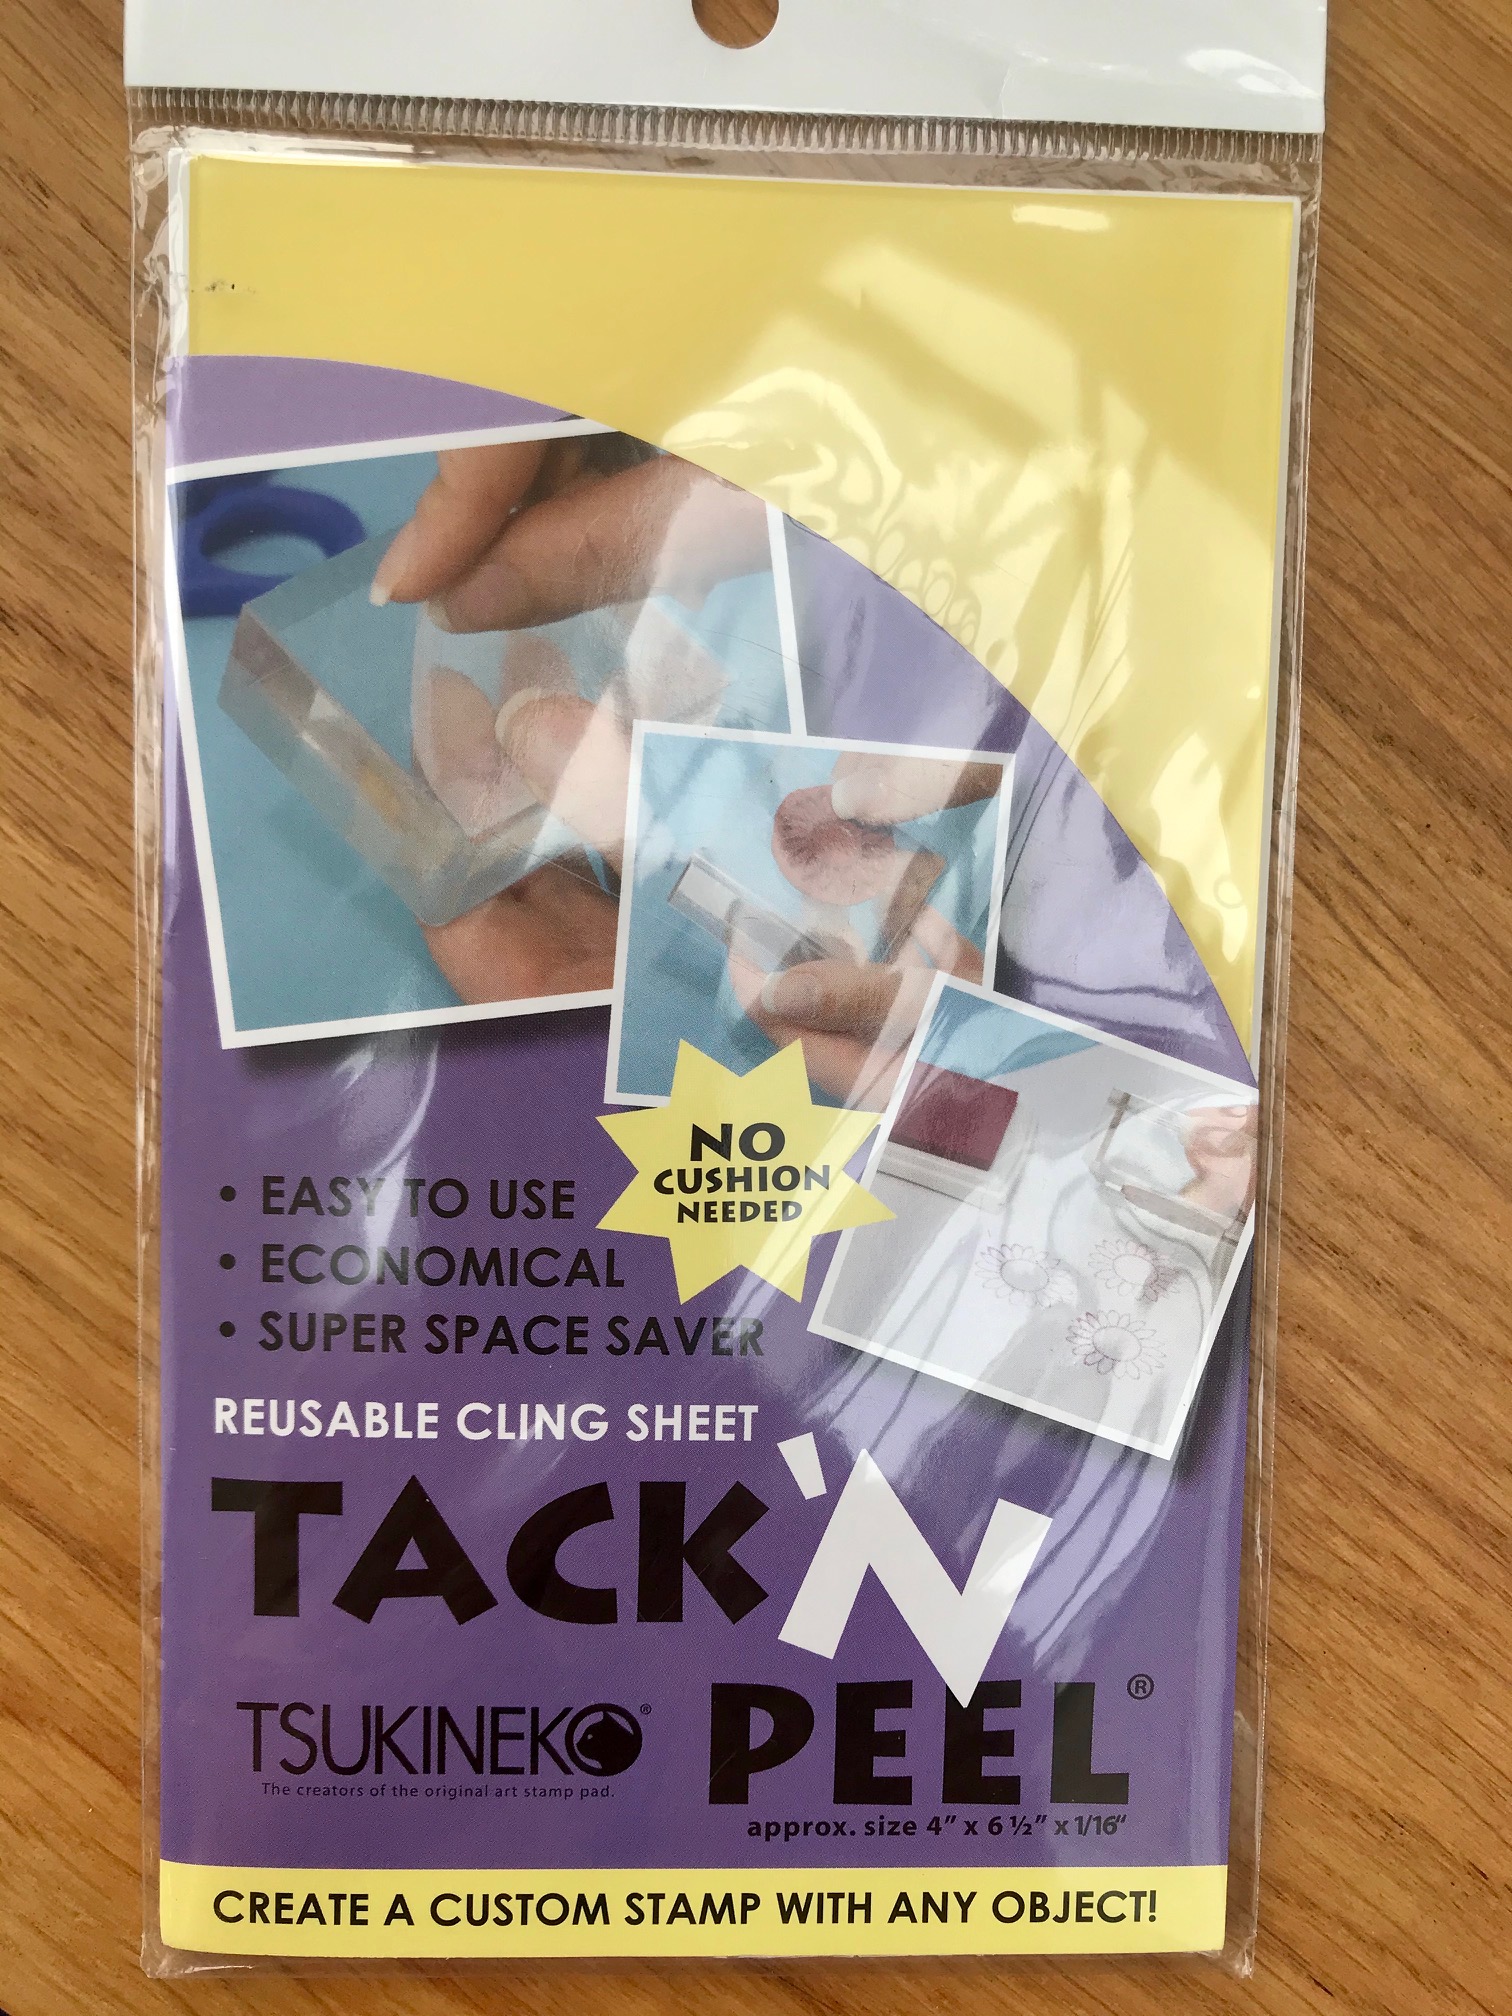 NO
CUSHION
NEEDED
• EASY TO USE
• ECONOMICAL
• SUPER SPACE SAVER
REUSABLE CLING SHEET
TACK'N
PEEL®
TSUKINEKO®
The creators of the original art stamp pad.
approx. size 4" x 6 ½" x 1/16"
CREATE A CUSTOM STAMP WITH ANY OBJECT!